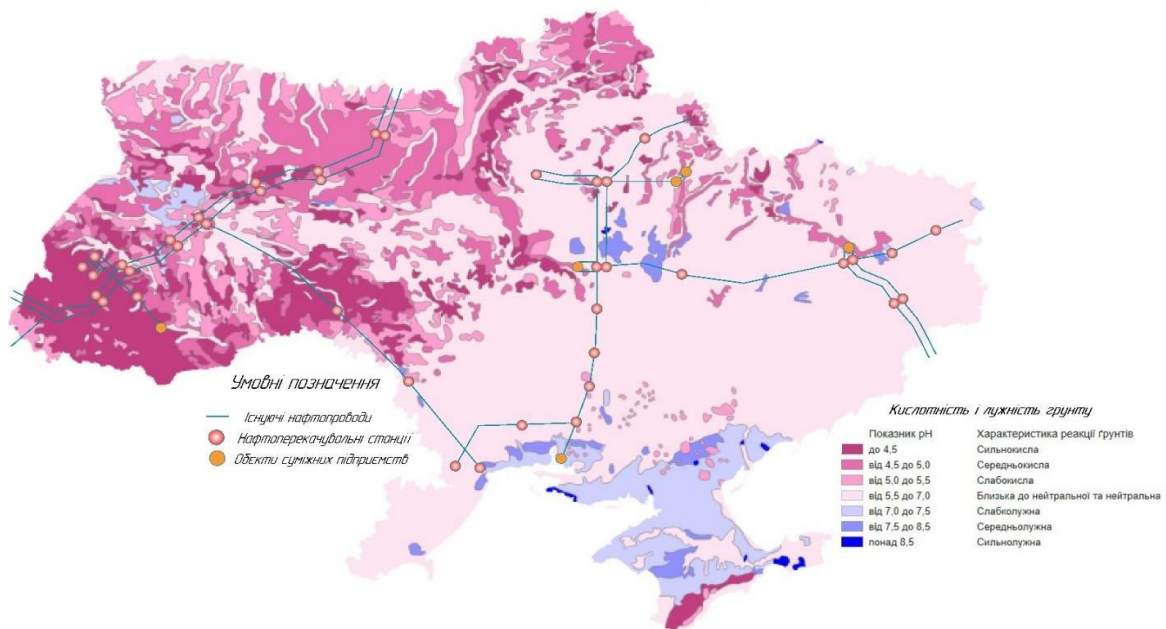 Умовні позначення
Існуючі нафтопроводи
Нафтоперекачувальні станції
Обєкти суміжних підприємств
Кислотність і лужність грунту
Показник рН Характеристика реакції ґрунтів
до 4,5 Сильнокисла
від 4,5 до 5,0 Середньокисла
від 5,0 до 5,5 Слабокисла
від 5,5 до 7,0 Близька до нейтральної та нейтральна
від 7,0 до 7,5 Слаболужна
від 7,5 до 8,5 Середньолужна
понад 8,5 Сильнолужна